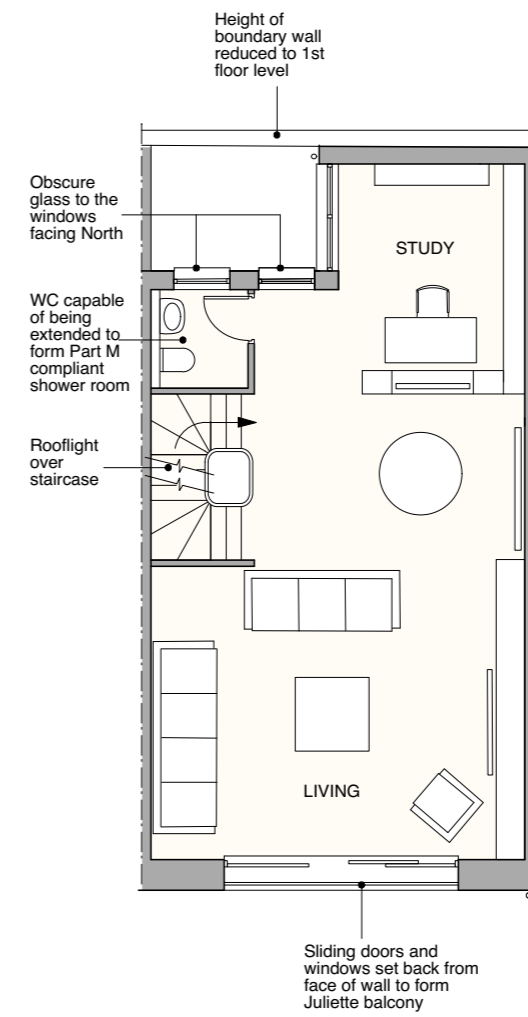 Height of
boundary wall
reduced to 1st
floor level
Obscure
glass to the
windows
facing North
STUDY
WC capable
of being
extended to
form Part M
compliant
shower room
Rooflight
over
staircase
LIVING
Sliding doors and
windows set back from
face of wall to form
Juliette balcony